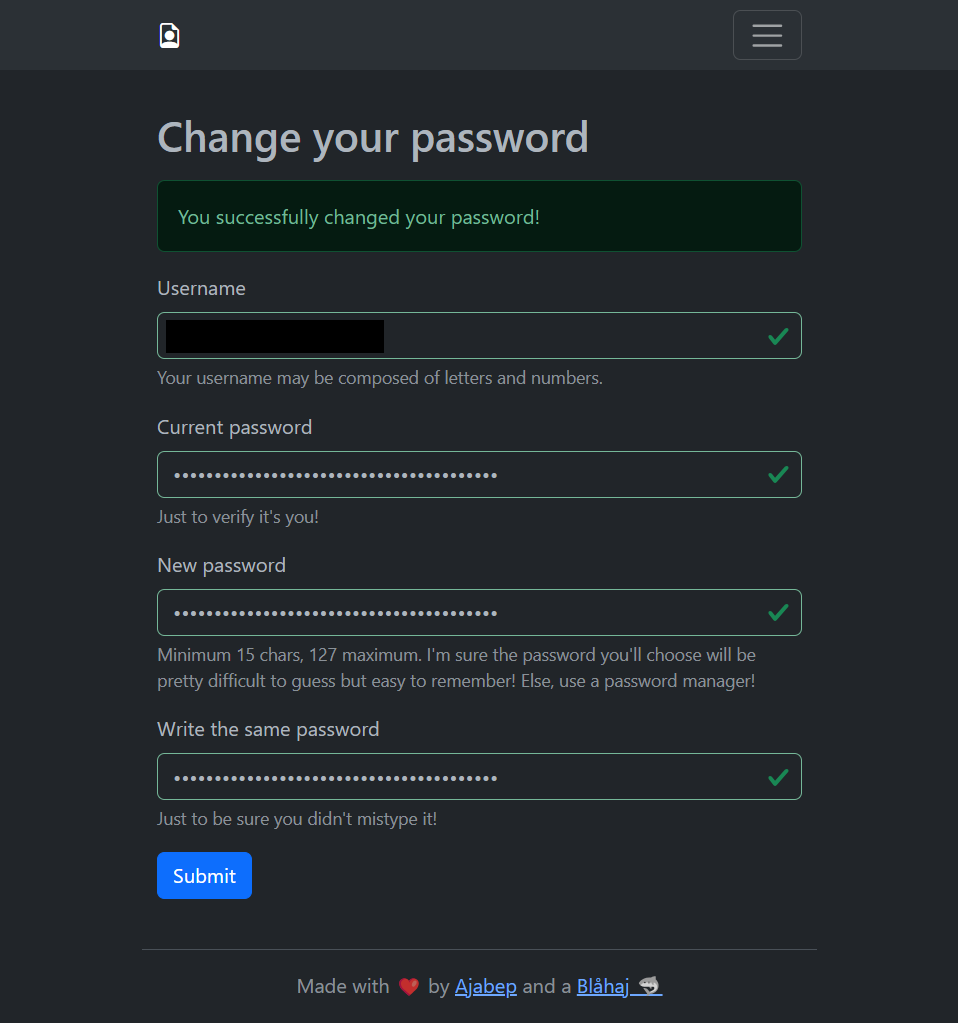 Change your password
You successfully changed your password!
Username
Your username may be composed of letters and numbers.
Current password
••••••••••••••••••••••••••••••••••••••••
Just to verify it's you!
New password
••••••••••••••••••••••••••••••••••••••••
Minimum 15 chars, 127 maximum. I'm sure the password you'll choose will be
pretty difficult to guess but easy to remember! Else, use a password manager!
Write the same password
••••••••••••••••••••••••••••••••••••••••
Just to be sure you didn't mistype it!
Submit
Made with ❤️ by Ajabep and a Blåhaj 🦈